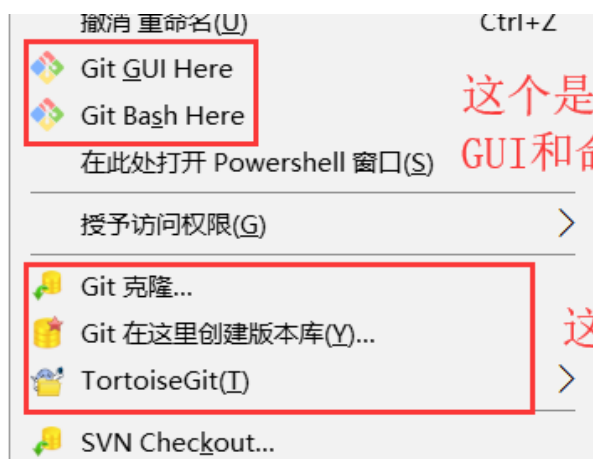 撤消 重命名(U) Ctrl+Z
Git GUI Here
Git Bash Here
这个是
GUI和命
在此处打开 Powershell 窗口(S)
授予访问权限(G)
Git 克隆...
Git 在这里创建版本库(Y)...
这
TortoiseGit(T)
SVN Checkout...